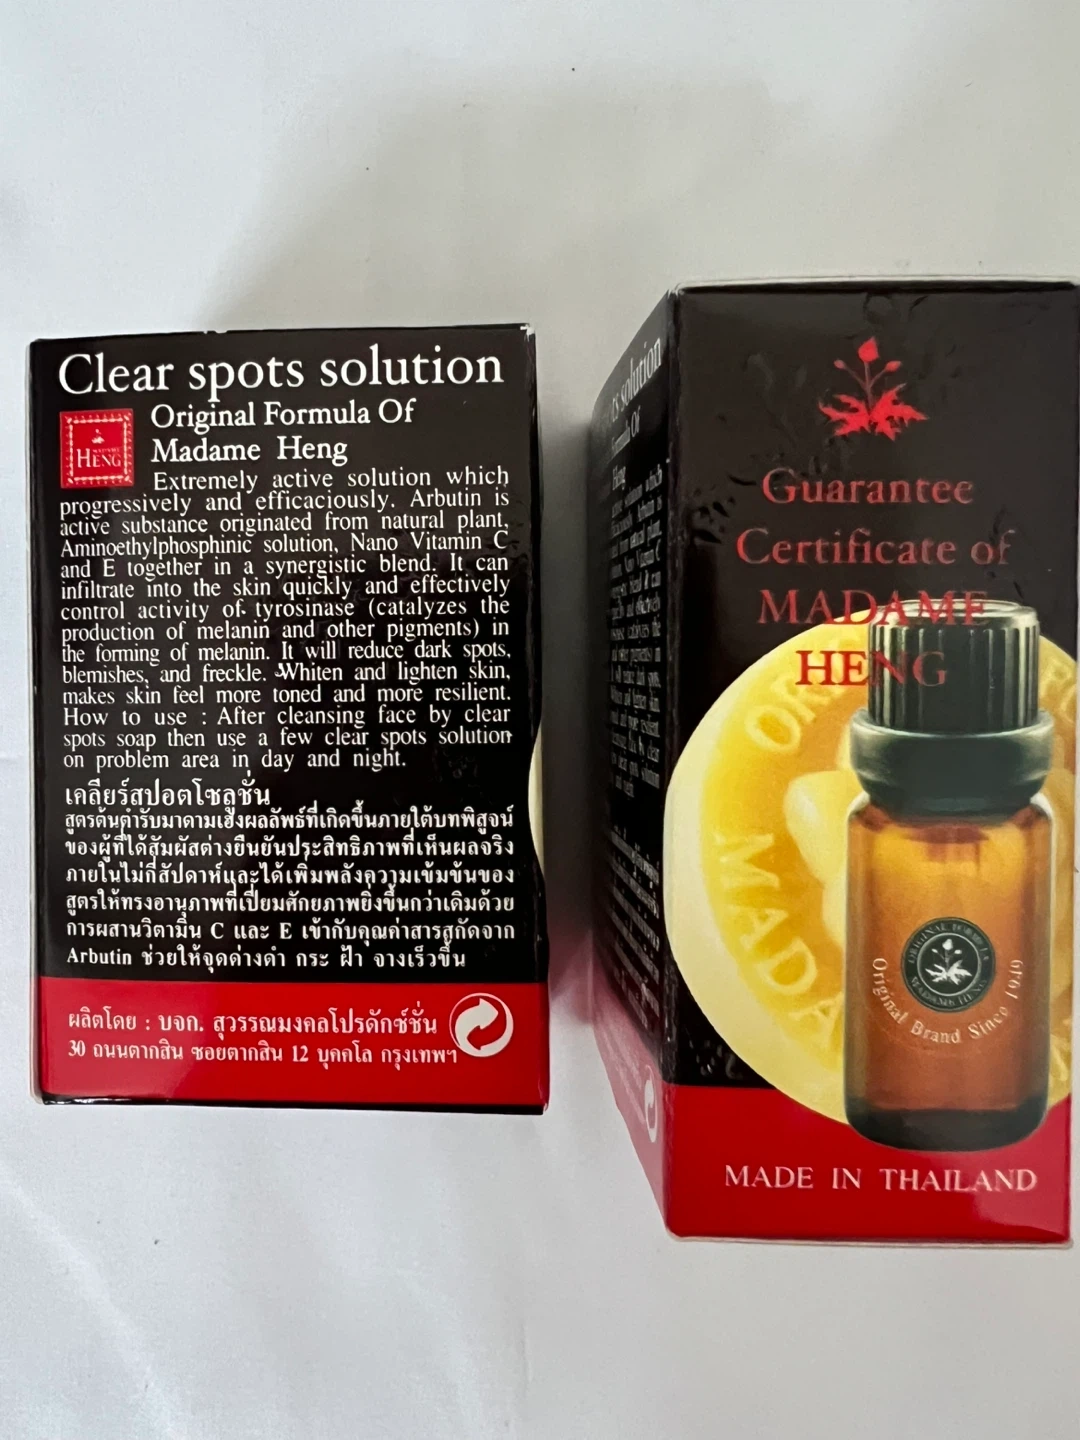 Clear spots solution
MADAME
HENG
Original Formula Of
Madame Heng
Extremely active solution which
progressively and efficaciously. Arbutin is
active substance originated from natural plant,
Aminoethylphosphinic solution, Nano Vitamin C
and E together in a synergistic blend. It can
infiltrate into the skin quickly and effectively
control activity of tyrosinase (catalyzes the
production of melanin and other pigments) in
the forming of melanin. It will reduce dark spots,
blemishes, and freckle. Whiten and lighten skin,
makes skin feel more toned and more resilient.
How to use : After cleansing face by clear
spots soap then use a few clear spots solution
on problem area in day and night.
เคลียร์สปอตโซลูชั่น
สูตรต้นตำรับมาดามเฮงผลลัพธ์ที่เกิดขึ้นภายใต้บทพิสูจน์
ของผู้ที่ได้สัมผัสต่างยืนยันประสิทธิภาพที่เห็นผลจริง
ภายในไม่กี่สัปดาห์และได้เพิ่มพลังความเข้มข้นของ
สูตรให้ทรงอานุภาพที่เปี่ยมศักยภาพยิ่งขึ้นกว่าเดิมด้วย
การผสานวิตามิน C และ E เข้ากับคุณค่าสารสกัดจาก
Arbutin ช่วยให้จุดด่างดำ กระ ฝ้า จางเร็วขึ้น
ผลิตโดย : บจก. สุวรรณมงคลโปรดักซ์ชั่น
30 ถนนตากสิน ซอยตากสิน 12 บุคคโล กรุงเทพฯ
solution
Formula Of
Heng
Guarantee
Certificate of
MADAME
HENG
ORIGINAL FORMULA
MADAME HENG
Original Brand Since 1949
MADE IN THAILAND